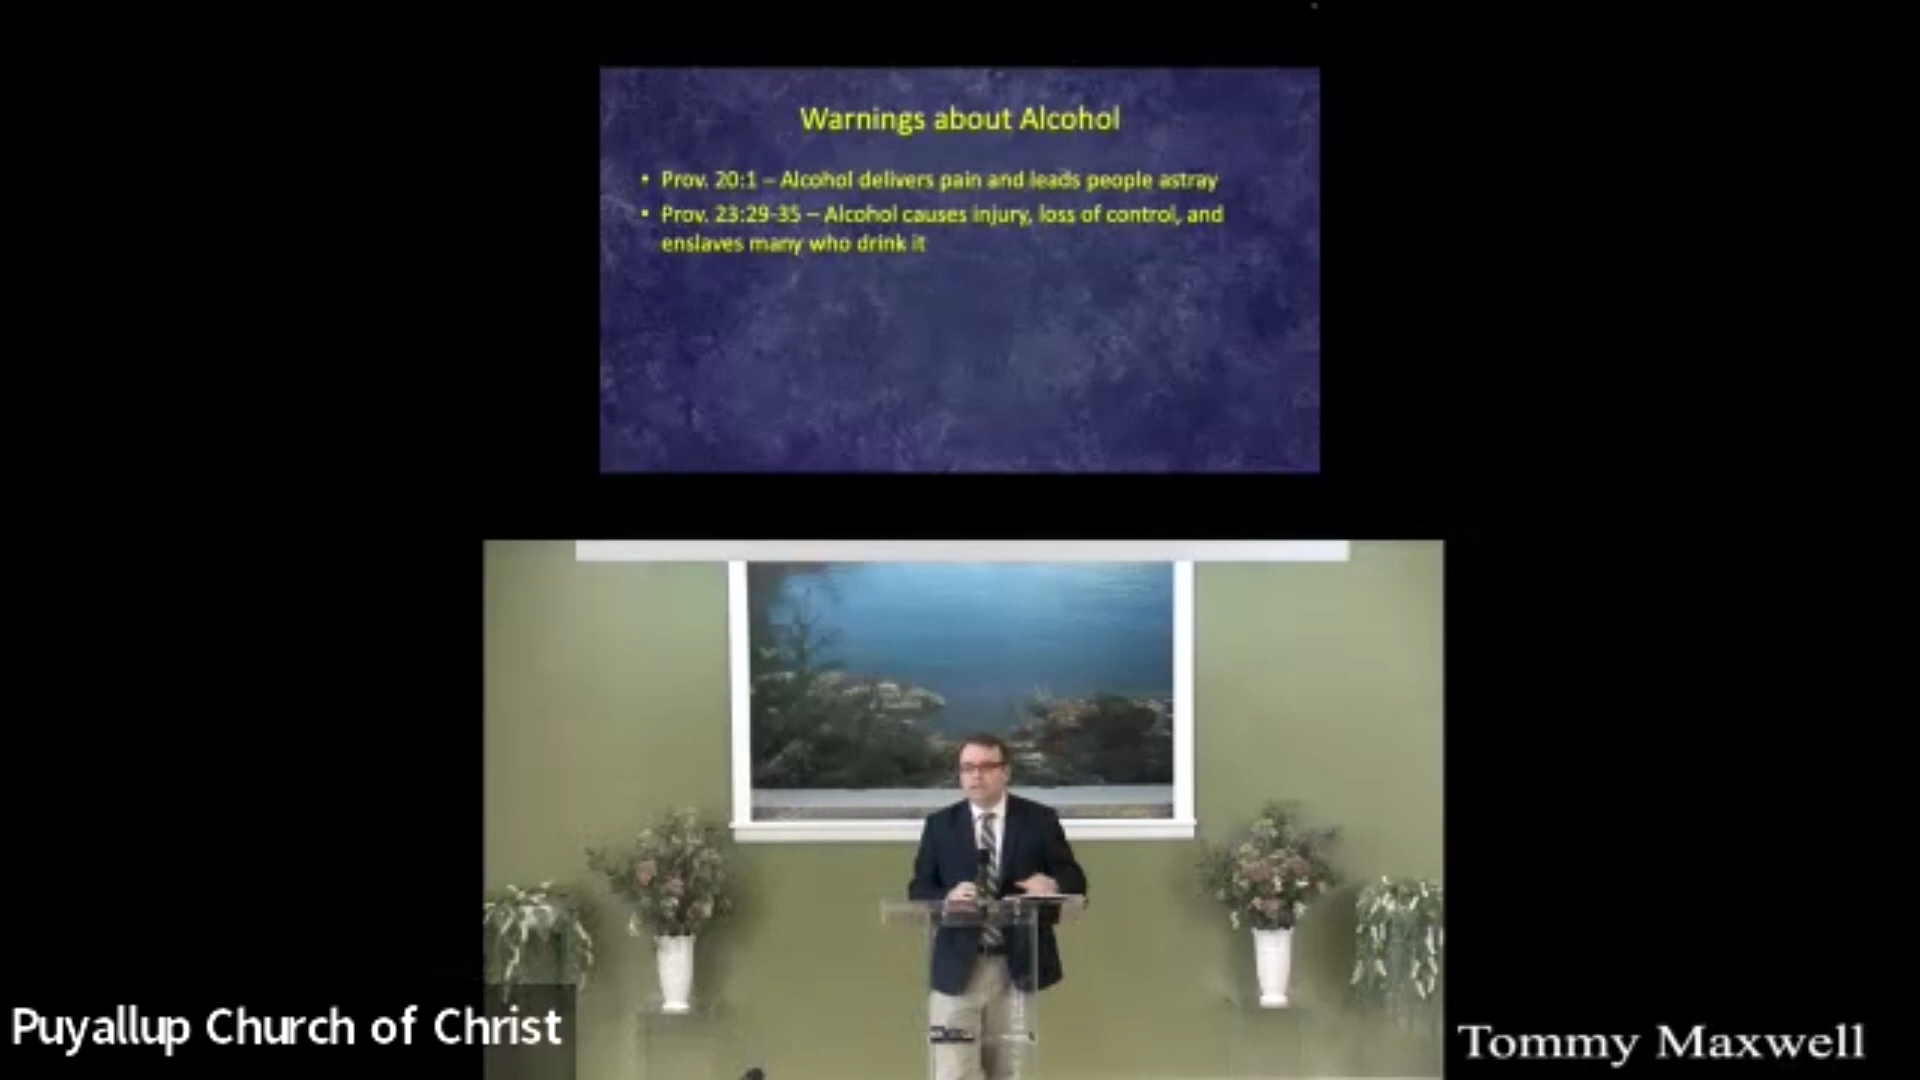 Warnings about Alcohol
• Prov. 20:1 – Alcohol delivers pain and leads people astray
• Prov. 23:29-35 – Alcohol causes injury, loss of control, and
enslaves many who drink it
Puyallup Church of Christ
Tommy Maxwell